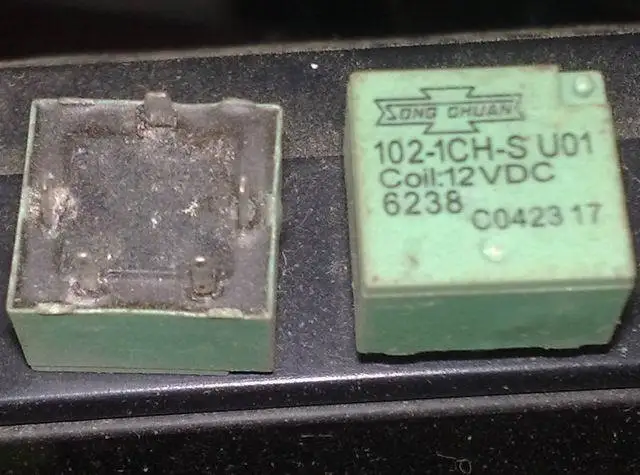 SONG CHUAN
102-1CH-S U01
Coil:12VDC
6238 C0423 17